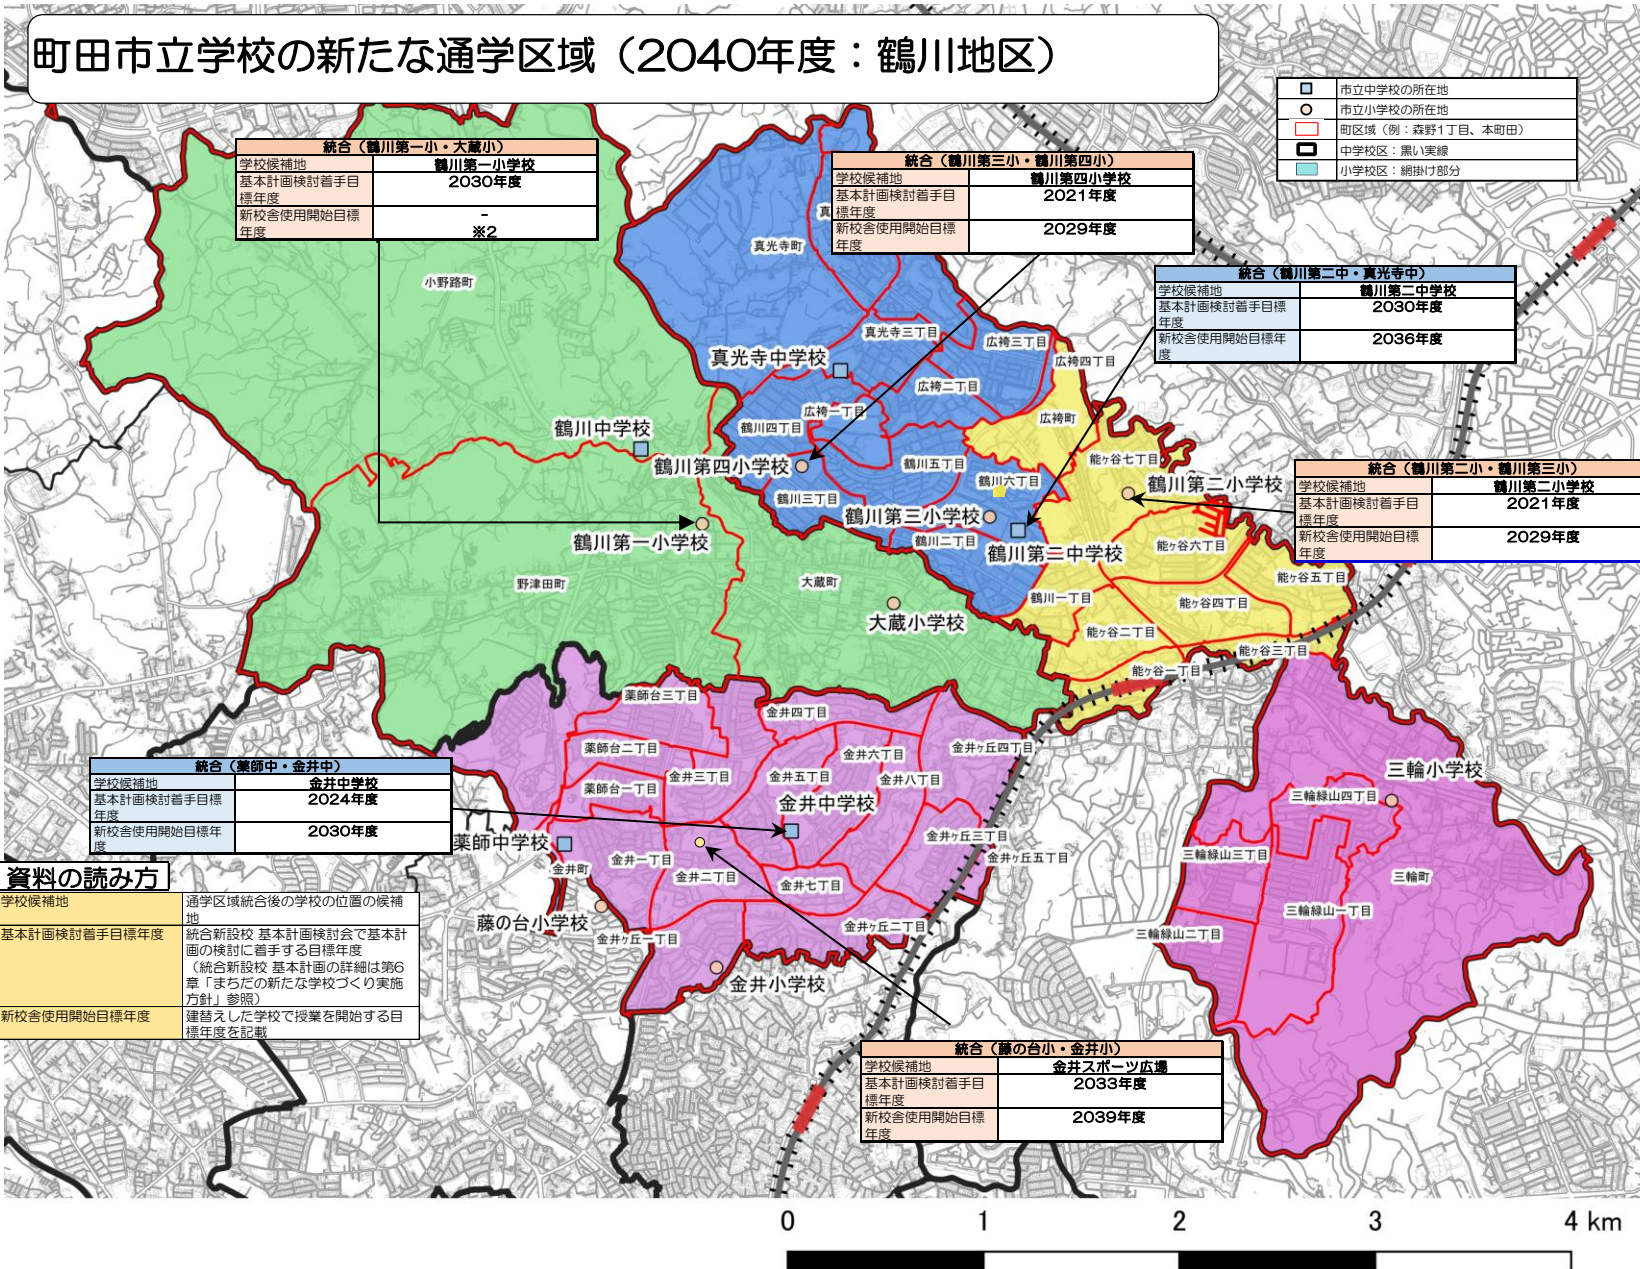 町田市立学校の新たな通学区域（2040年度：鶴川地区）
市立中学校の所在地
市立小学校の所在地
町区域（例：森野1丁目、本町田）
中学校区：黒い実線
小学校区：網掛け部分
統合（鶴川第一小・大蔵小）
学校候補地
鶴川第一小学校
基本計画検討着手目
標年度
2030年度
新校舎使用開始目標
年度
-
※2
統合（鶴川第三小・鶴川第四小）
学校候補地
鶴川第四小学校
基本計画検討着手目
標年度
2021年度
新校舎使用開始目標
年度
2029年度
統合（鶴川第二中・真光寺中）
学校候補地
鶴川第二中学校
基本計画検討着手目標
年度
2030年度
新校舎使用開始目標年
度
2036年度
統合（鶴川第二小・鶴川第三小）
学校候補地
鶴川第二小学校
基本計画検討着手目
標年度
2021年度
新校舎使用開始目標
年度
2029年度
真
真光寺町
小野路町
真光寺三丁目
広袴三丁目
広袴四丁目
真光寺中学校
広袴二丁目
広袴一丁目
広袴町
鶴川四丁目
鶴川中学校
鶴川第四小学校
鶴川五丁目
能ヶ谷七丁目
鶴川六丁目
鶴川第二小学校
鶴川三丁目
鶴川第三小学校
鶴川第一小学校
鶴川二丁目
鶴川第二中学校
能ヶ谷六丁目
野津田町
大蔵町
能ヶ谷五丁目
鶴川一丁目
能ヶ谷四丁目
大蔵小学校
能ヶ谷二丁目
能ヶ谷三丁目
能ヶ谷一丁目
薬師台三丁目
金井四丁目
薬師台二丁目
金井六丁目
金井ヶ丘四丁目
金井三丁目
金井五丁目
金井八丁目
薬師台一丁目
金井中学校
三輪小学校
三輪緑山四丁目
薬師中学校
金井ヶ丘三丁目
金井ヶ丘五丁目
三輪緑山三丁目
金井一丁目
金井町
金井二丁目
金井七丁目
三輪町
三輪緑山一丁目
藤の台小学校
金井ヶ丘二丁目
三輪緑山二丁目
金井ヶ丘一丁目
金井小学校
統合（薬師中・金井中）
学校候補地
金井中学校
基本計画検討着手目標
年度
2024年度
新校舎使用開始目標年
度
2030年度
資料の読み方
学校候補地
通学区域統合後の学校の位置の候補
地
基本計画検討着手目標年度
統合新設校 基本計画検討会で基本計
画の検討に着手する目標年度
（統合新設校 基本計画の詳細は第6
章「まちだの新たな学校づくり実施
方針」参照）
新校舎使用開始目標年度
建替えした学校で授業を開始する目
標年度を記載
統合（藤の台小・金井小）
学校候補地
金井スポーツ広場
基本計画検討着手目
標年度
2033年度
新校舎使用開始目標
年度
2039年度
0 1 2 3 4 km